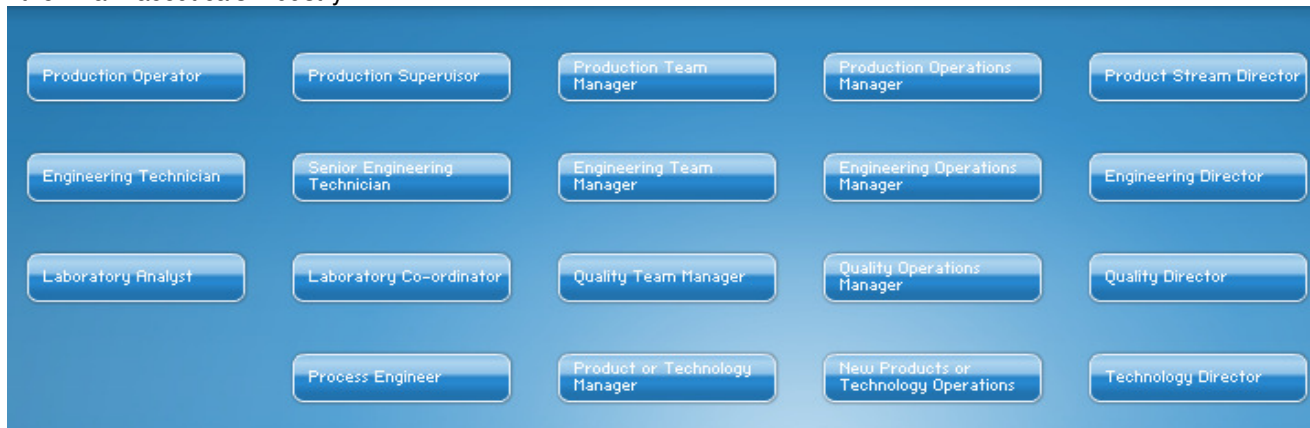 Production Operator
Production Supervisor
Production Team
Manager
Production Operations
Manager
Product Stream Director
Engineering Technician
Senior Engineering
Technician
Engineering Team
Manager
Engineering Operations
Manager
Engineering Director
Laboratory Analyst
Laboratory Co-ordinator
Quality Team Manager
Quality Operations
Manager
Quality Director
Process Engineer
Product or Technology
Manager
New Products or
Technology Operations
Technology Director